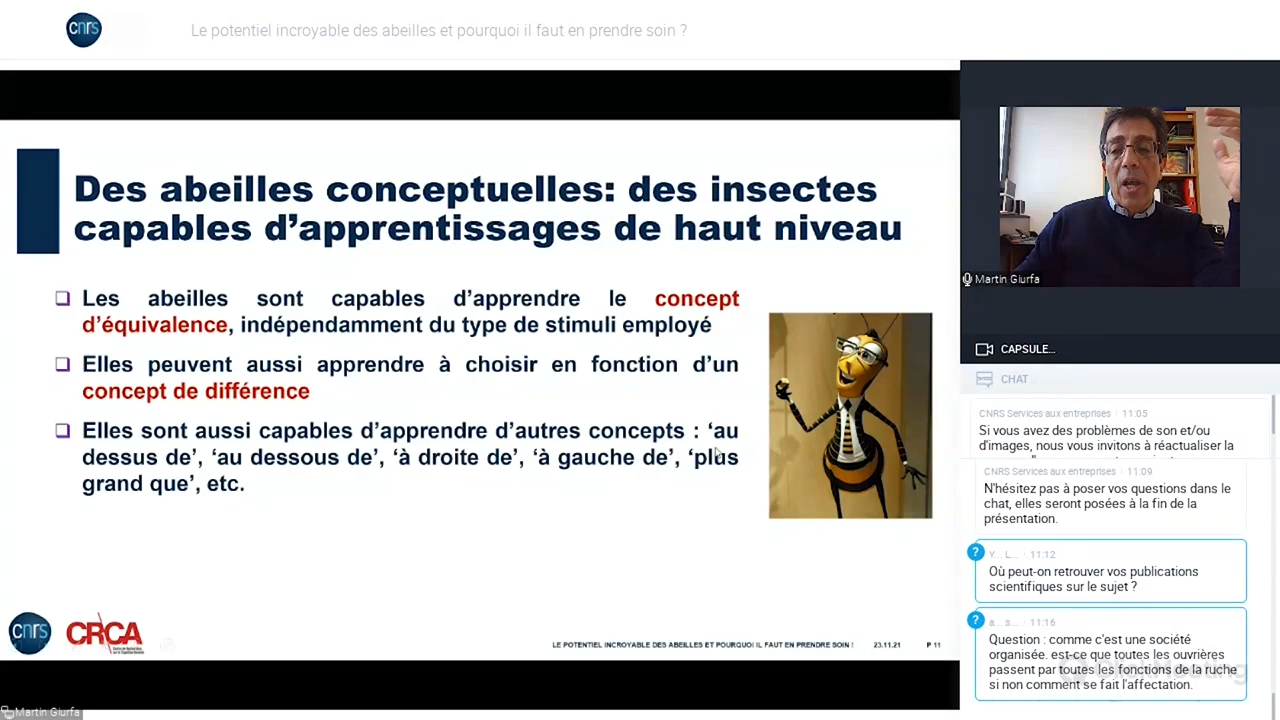 cnrs
Le potentiel incroyable des abeilles et pourquoi il faut en prendre soin ?
Des abeilles conceptuelles: des insectes
capables d’apprentissages de haut niveau
Les abeilles sont capables d’apprendre le concept
d’équivalence, indépendamment du type de stimuli employé
Elles peuvent aussi apprendre à choisir en fonction d’un
concept de différence
Elles sont aussi capables d’apprendre d’autres concepts : ‘au
dessus de’, ‘au dessous de’, ‘à droite de’, ‘à gauche de’, ‘plus
grand que’, etc.
cnrs
CRCA
LE POTENTIEL INCROYABLE DES ABEILLES ET POURQUOI IL FAUT EN PRENDRE SOIN !
23.11.21
P 11
Martin Giurfa
Martin Giurfa
CAPSULE...
CHAT
CNRS Services aux entreprises 11:05
Si vous avez des problèmes de son et/ou
d'images, nous vous invitons à réactualiser la
CNRS Services aux entreprises 11:09
N'hésitez pas à poser vos questions dans le
chat, elles seront posées à la fin de la
présentation.
?
Y... L... 11:12
Où peut-on retrouver vos publications
scientifiques sur le sujet ?
?
a... s... 11:16
Question : comme c'est une société
organisée. est-ce que toutes les ouvrières
passent par toutes les fonctions de la ruche
si non comment se fait l'affectation.
ClickMeeting